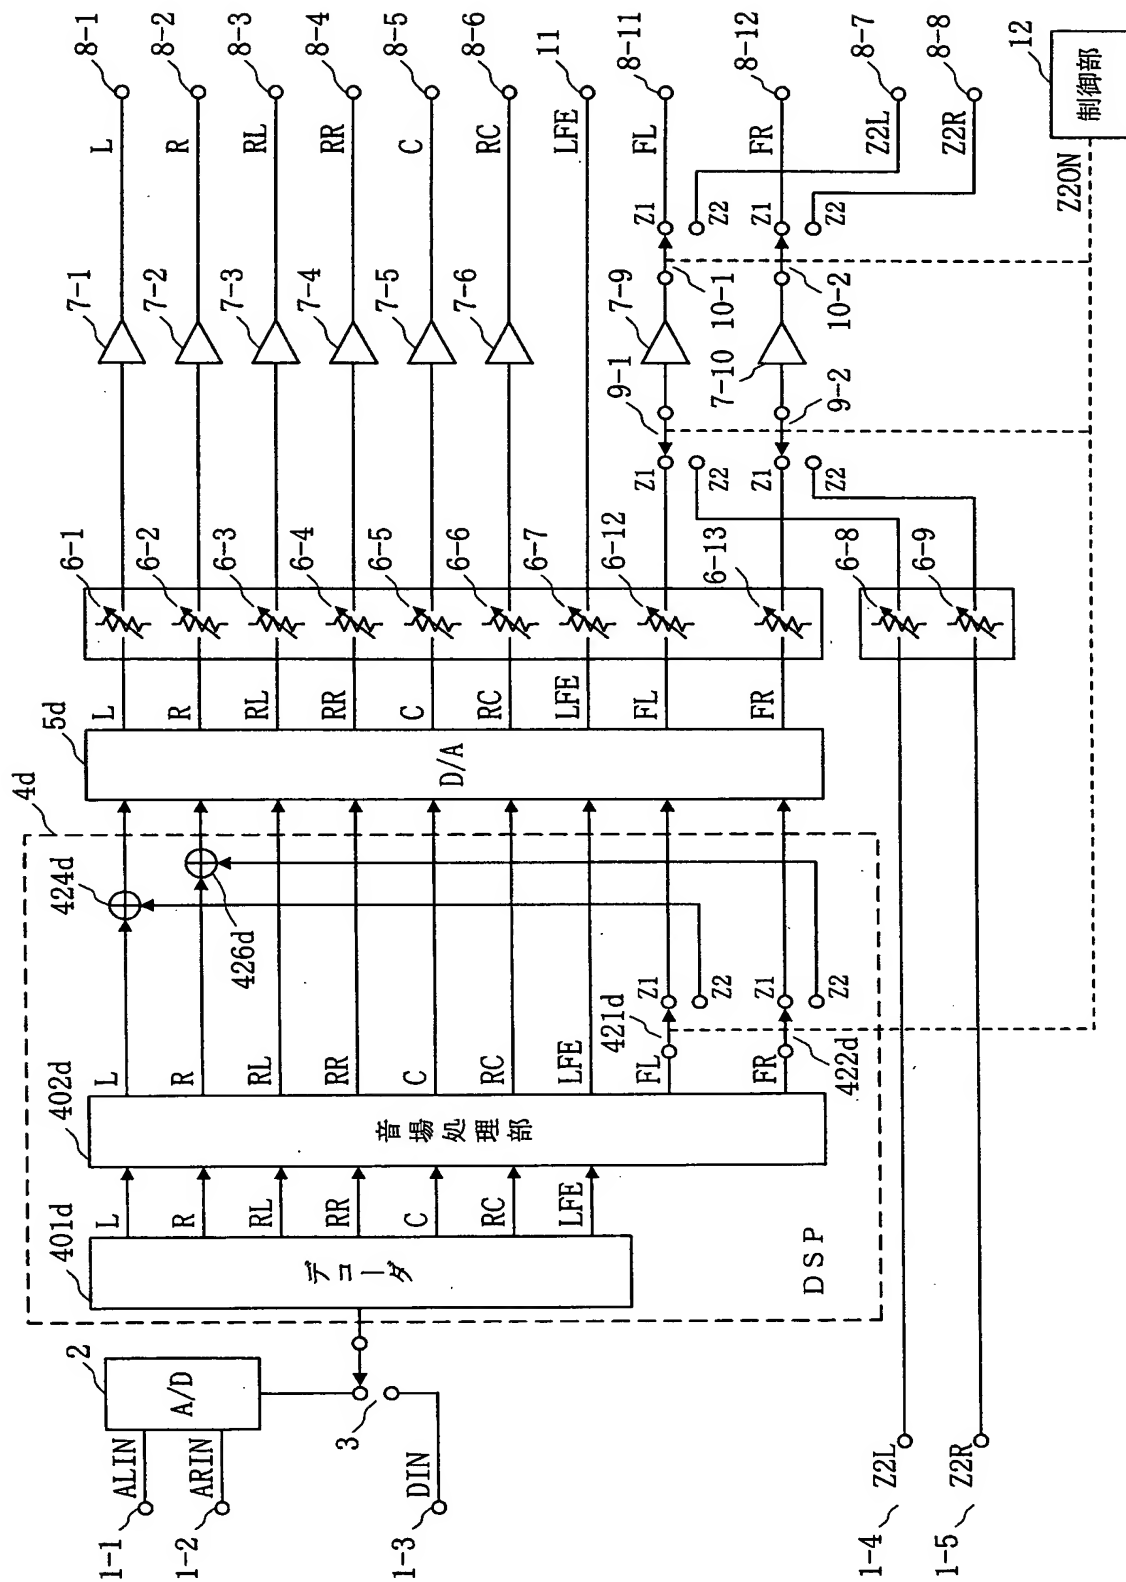 1-1
ALIN
1-2
ARIN
1-3
DIN
2
A/D
3
401d
デコーダ
L
R
RL
RR
C
RC
LFE
402d
音場処理部
L
R
RL
RR
C
RC
LFE
FL
FR
421d
422d
Z1
Z2
Z1
Z2
424d
426d
4d
DSP
5d
D/A
L
R
RL
RR
C
RC
LFE
FL
FR
6-1
6-2
6-3
6-4
6-5
6-6
6-7
6-12
6-13
6-8
6-9
1-4
Z2L
1-5
Z2R
Z1
Z2
Z1
Z2
9-1
9-2
7-1
7-2
7-3
7-4
7-5
7-6
7-9
7-10
10-1
10-2
Z1
Z2
Z1
Z2
L
R
RL
RR
C
RC
LFE
FL
FR
Z2L
Z2R
8-1
8-2
8-3
8-4
8-5
8-6
11
8-11
8-12
8-7
8-8
Z2ON
12
制御部